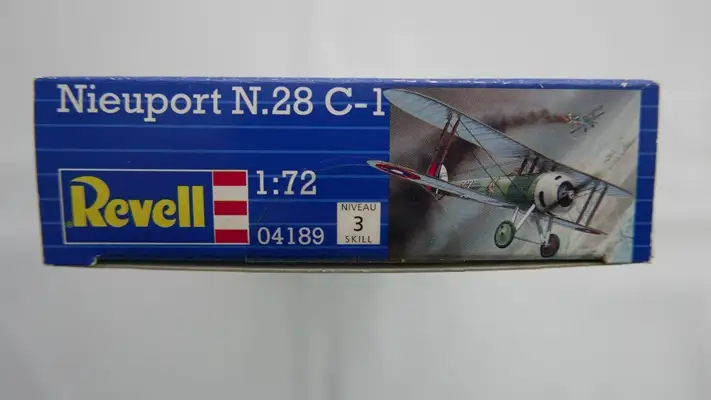 Nieuport N.28 C-1
Revell
1:72
04189
NIVEAU
3
SKILL